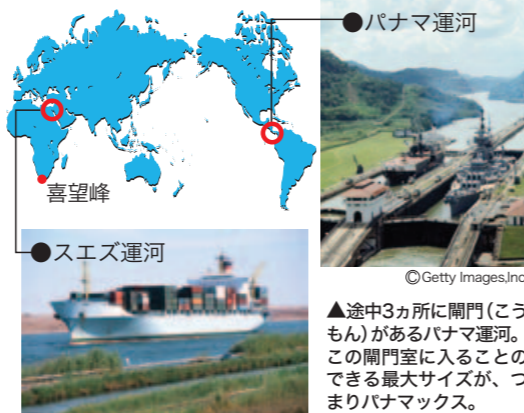 ●パナマ運河
喜望峰
●スエズ運河
©Getty Images,Inc
▲途中3ヵ所に閘門(こう
もん)があるパナマ運河。
この閘門室に入ることの
できる最大サイズが、つ
まりパナマックス。